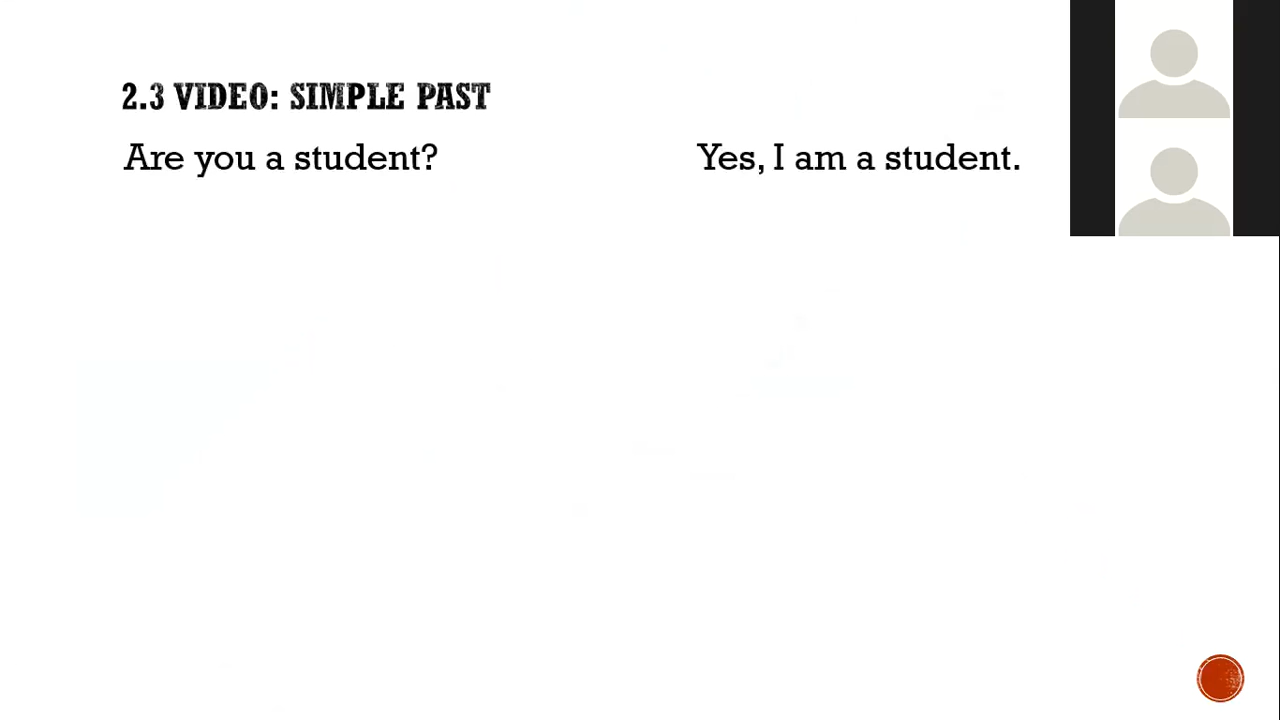 2.3 VIDEO: SIMPLE PAST
Are you a student?
Yes, I am a student.